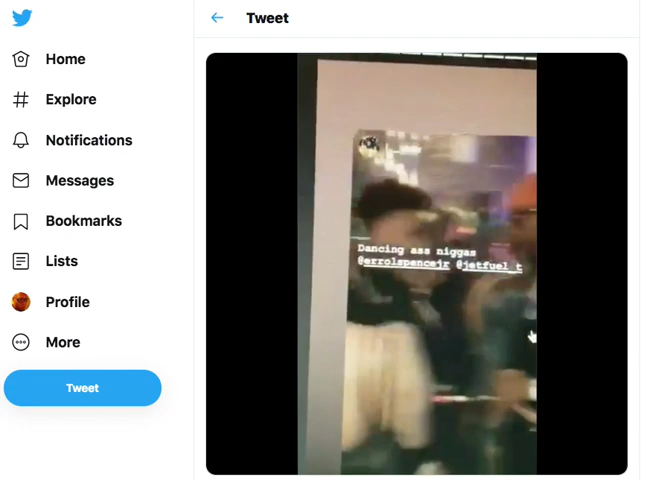 Tweet
Home
Explore
Notifications
Messages
Bookmarks
Lists
Profile
More
Tweet
Dancing ass niggas
@errolspencejr @jetfuel_t